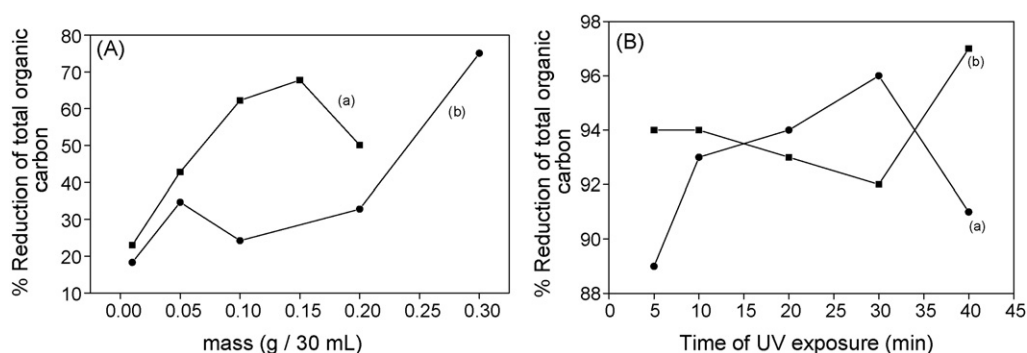 (A)
% Reduction of total organic
carbon
80
70
60
50
40
30
20
10
(a)
(b)
0.00 0.05 0.10 0.15 0.20 0.25 0.30
mass (g / 30 mL)
(B)
% Reduction of total organic
carbon
98
96
94
92
90
88
(b)
(a)
0 5 10 15 20 25 30 35 40 45
Time of UV exposure (min)